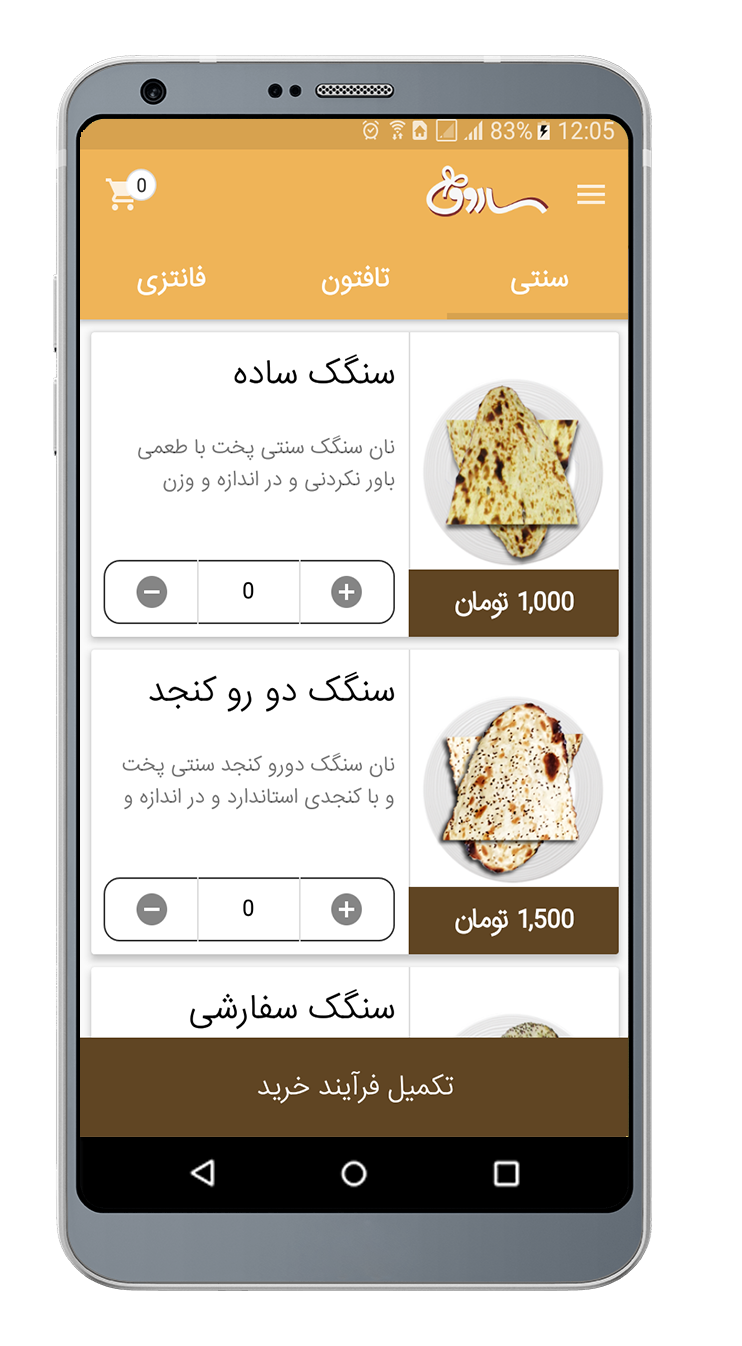 83% 12:05
ساروق
0
سنتی
تافتون
فانتزی
سنگک ساده
نان سنگک سنتی پخت با طعمی
باور نکردنی و در اندازه و وزن
0
1,000 تومان
سنگک دو رو کنجد
نان سنگک دورو کنجد سنتی پخت
و با کنجدی استاندارد و در اندازه و
0
1,500 تومان
سنگک سفارشی
تکمیل فرآیند خرید